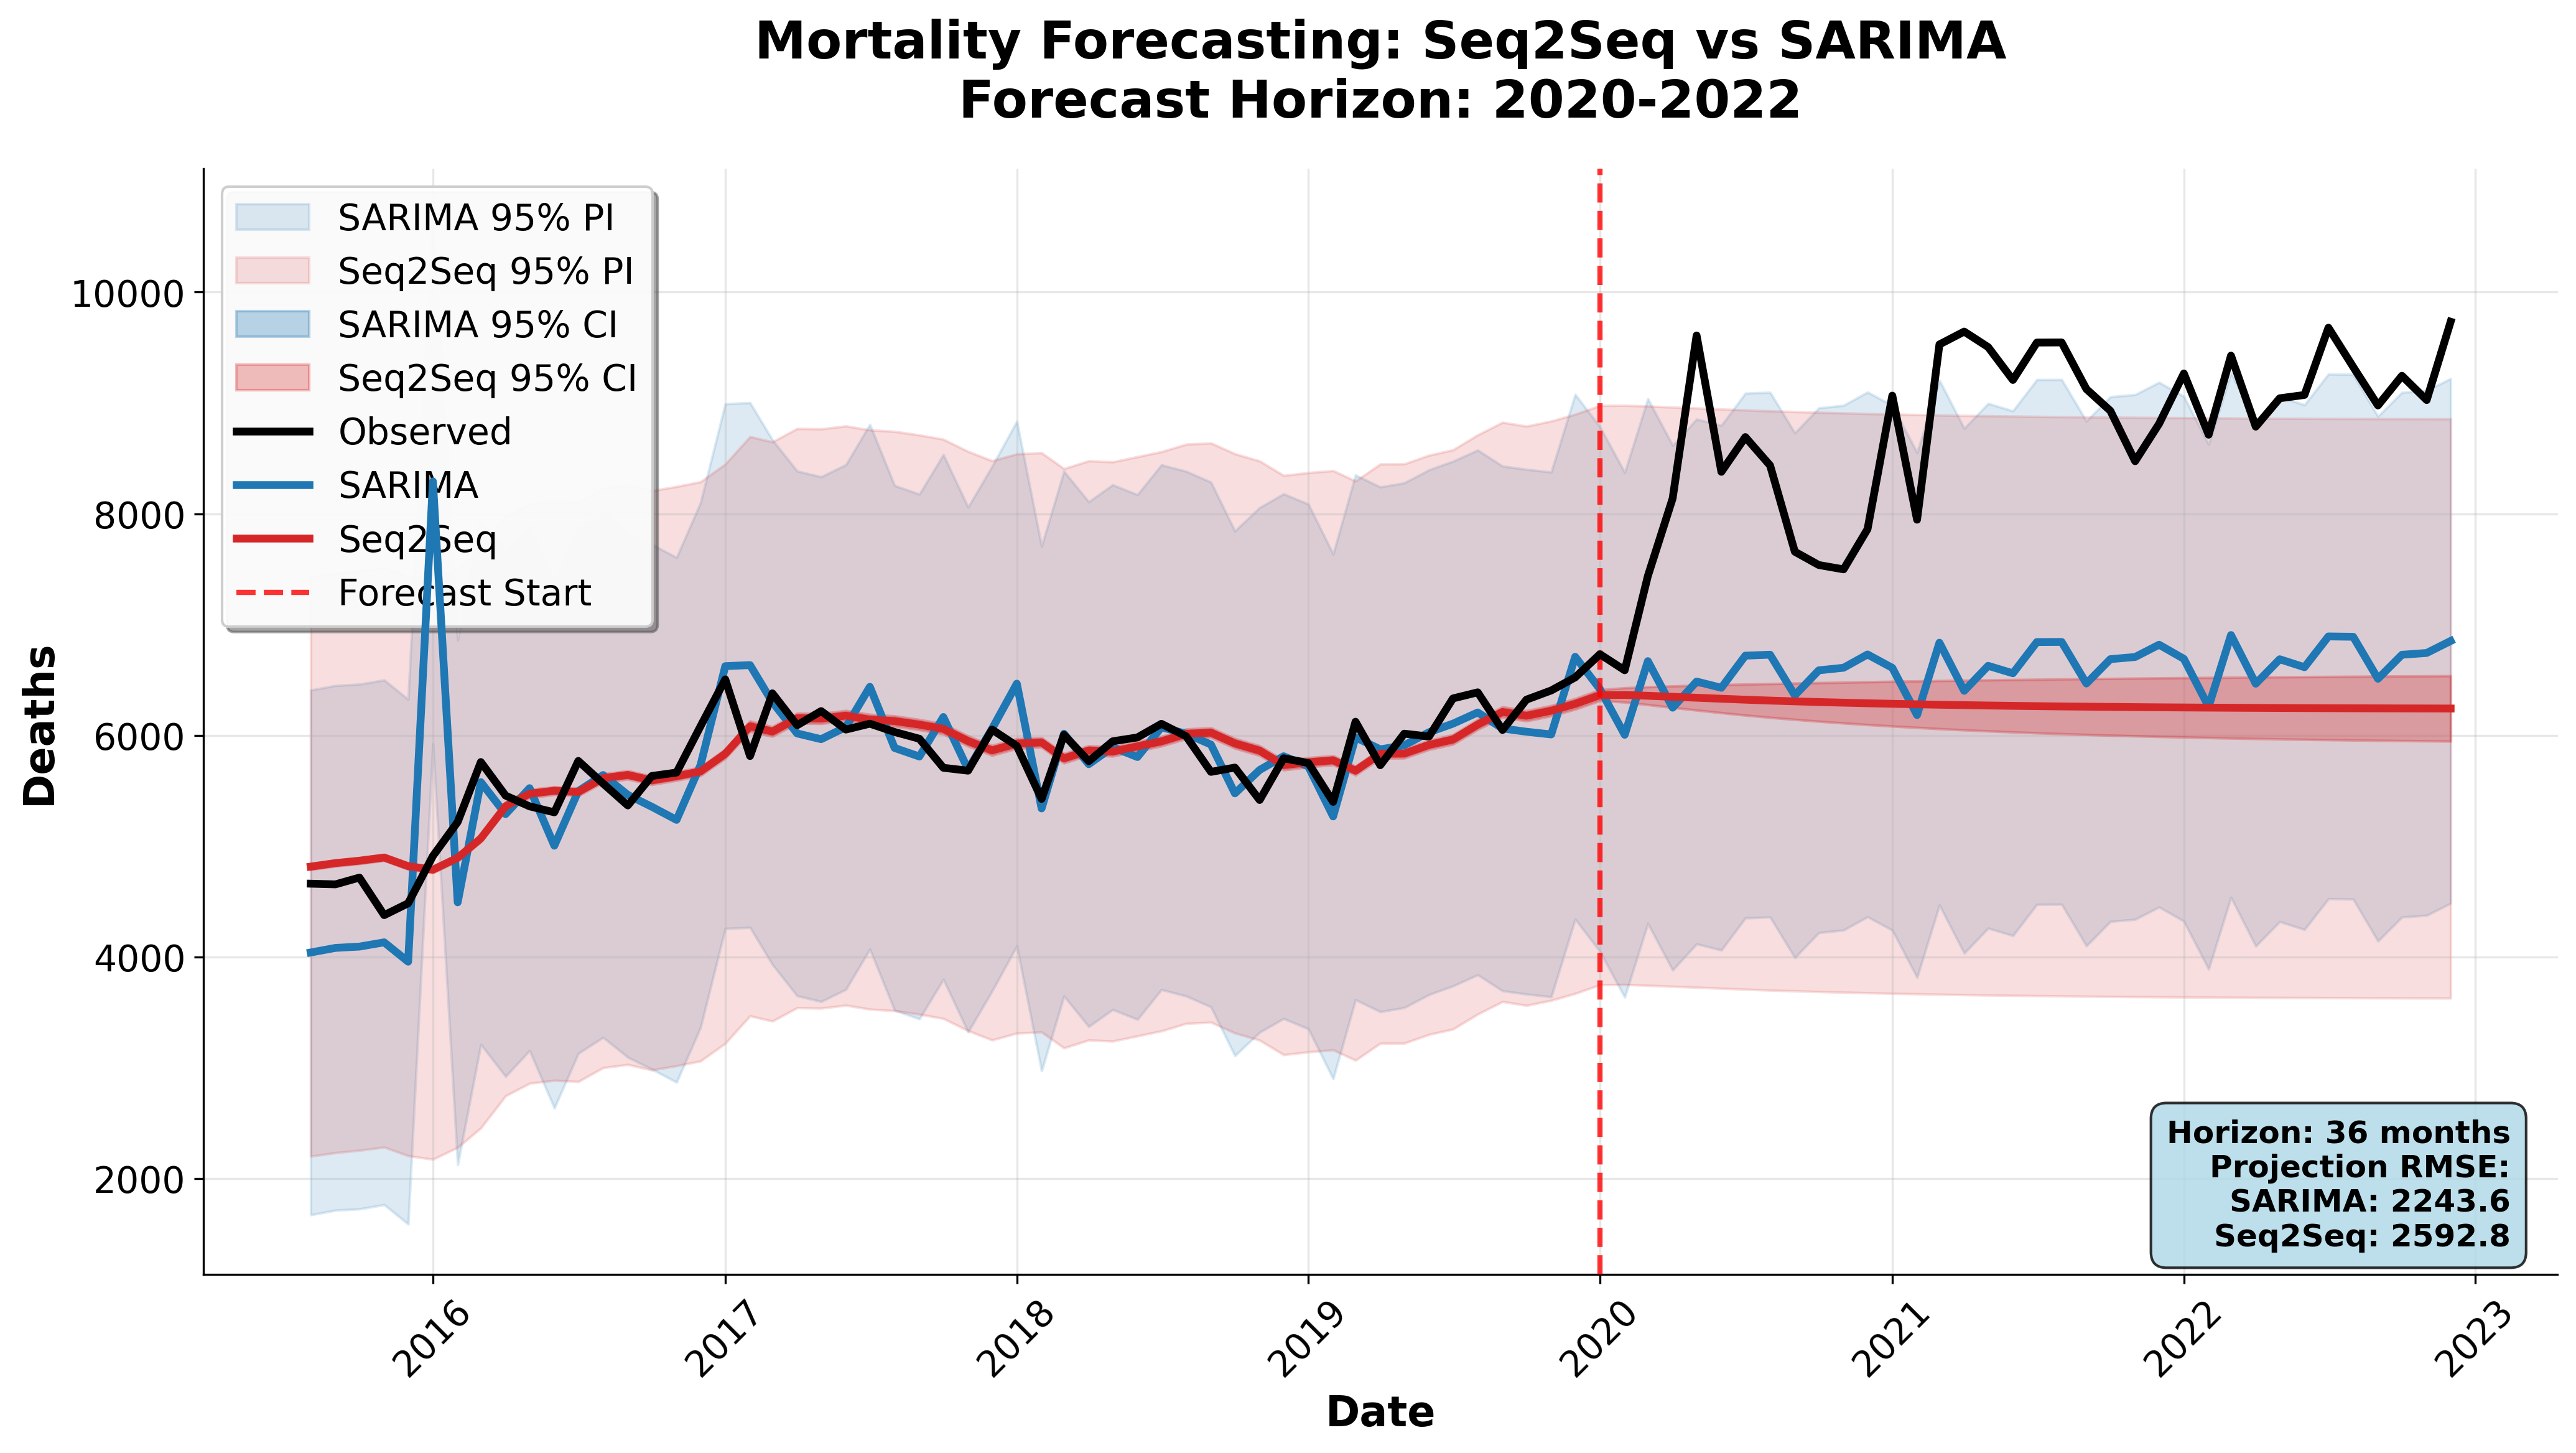 Mortality Forecasting: Seq2Seq vs SARIMA
Forecast Horizon: 2020-2022
SARIMA 95% PI
Seq2Seq 95% PI
SARIMA 95% CI
Seq2Seq 95% CI
Observed
SARIMA
Seq2Seq
Forecast Start
Deaths
10000
8000
6000
4000
2000
Horizon: 36 months
Projection RMSE:
SARIMA: 2243.6
Seq2Seq: 2592.8
2016
2017
2018
2019
2020
2021
2022
2023
Date